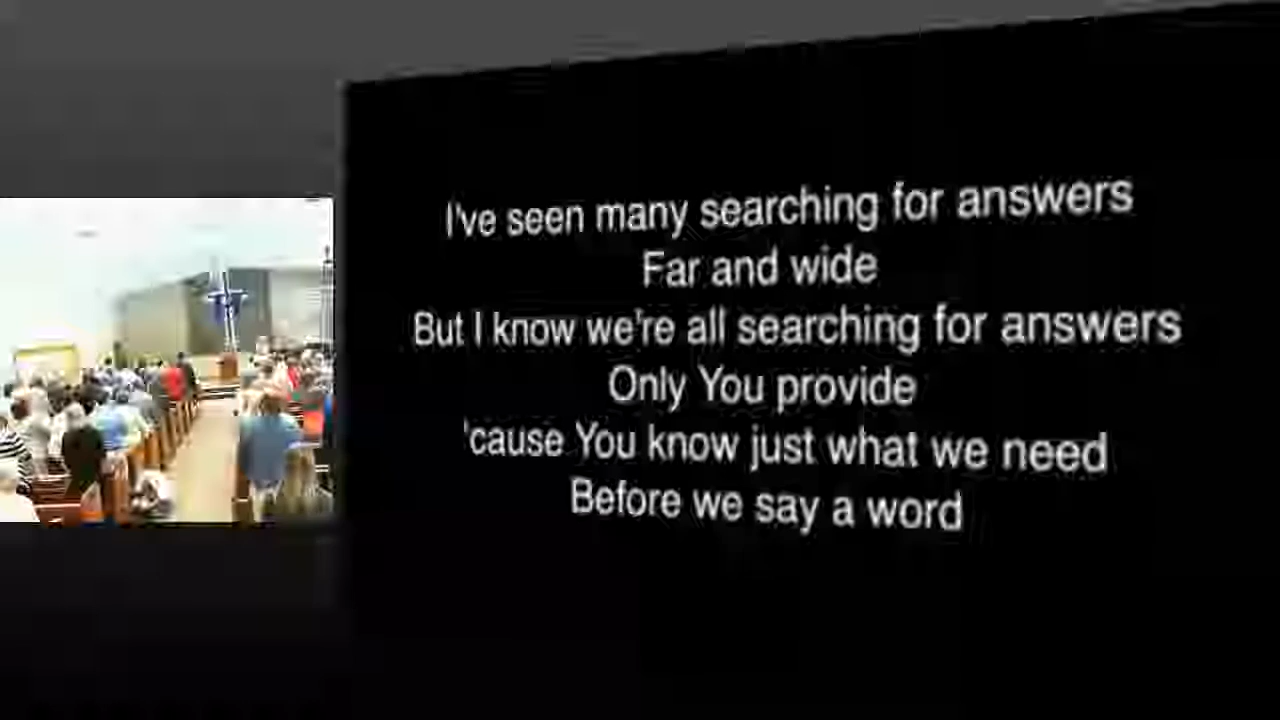 I've seen many searching for answers
Far and wide
But I know we're all searching for answers
Only You provide
'cause You know just what we need
Before we say a word